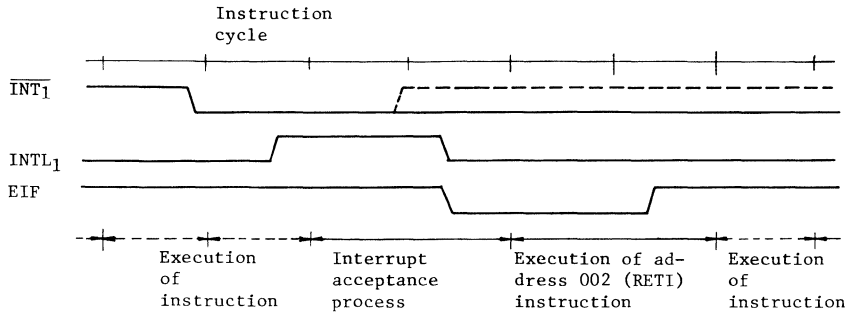 Instruction
cycle
INT1
INTL1
EIF
Execution
of
instruction
Interrupt
acceptance
process
Execution of ad-
dress 002 (RETI)
instruction
Execution
of
instruction